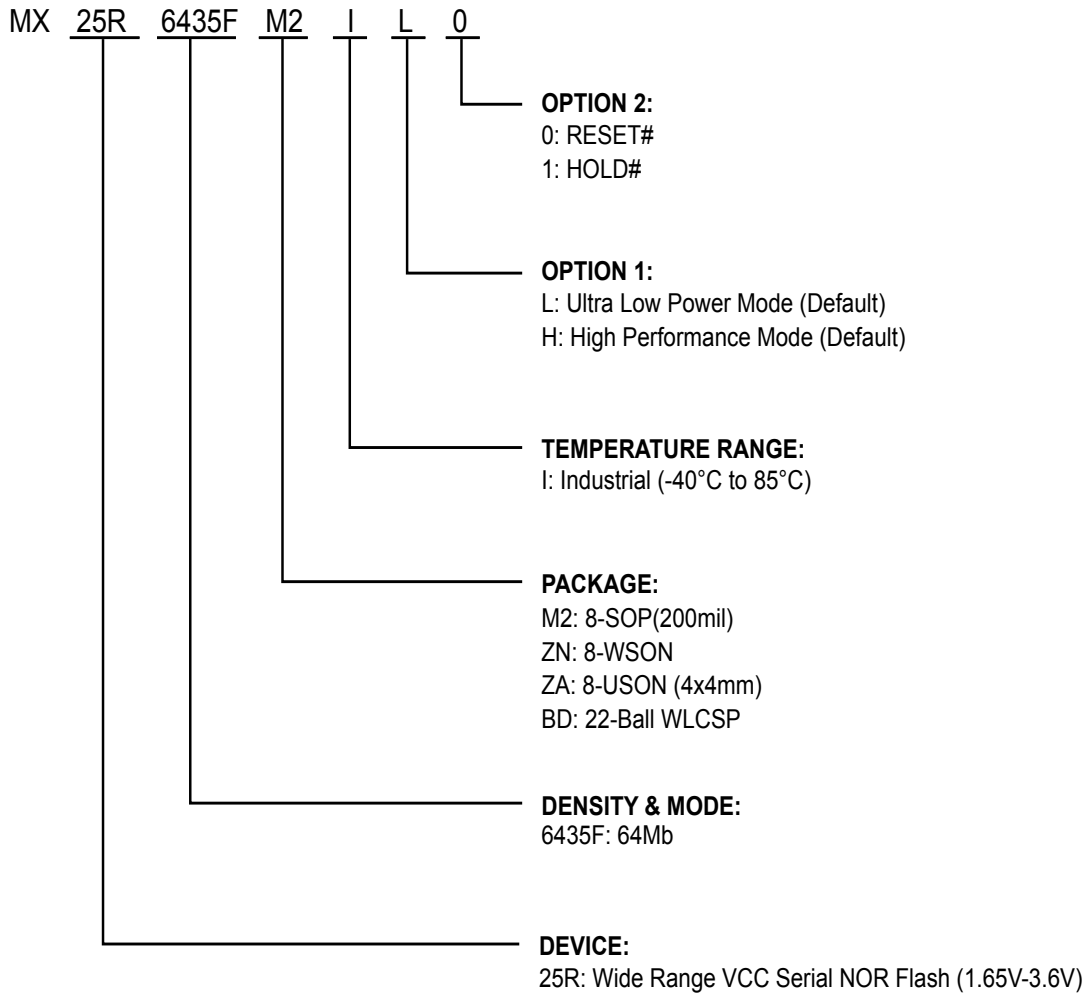 MX 25R 6435F M2 I L 0
OPTION 2:
0: RESET#
1: HOLD#
OPTION 1:
L: Ultra Low Power Mode (Default)
H: High Performance Mode (Default)
TEMPERATURE RANGE:
I: Industrial (-40°C to 85°C)
PACKAGE:
M2: 8-SOP(200mil)
ZN: 8-WSON
ZA: 8-USON (4x4mm)
BD: 22-Ball WLCSP
DENSITY & MODE:
6435F: 64Mb
DEVICE:
25R: Wide Range VCC Serial NOR Flash (1.65V-3.6V)